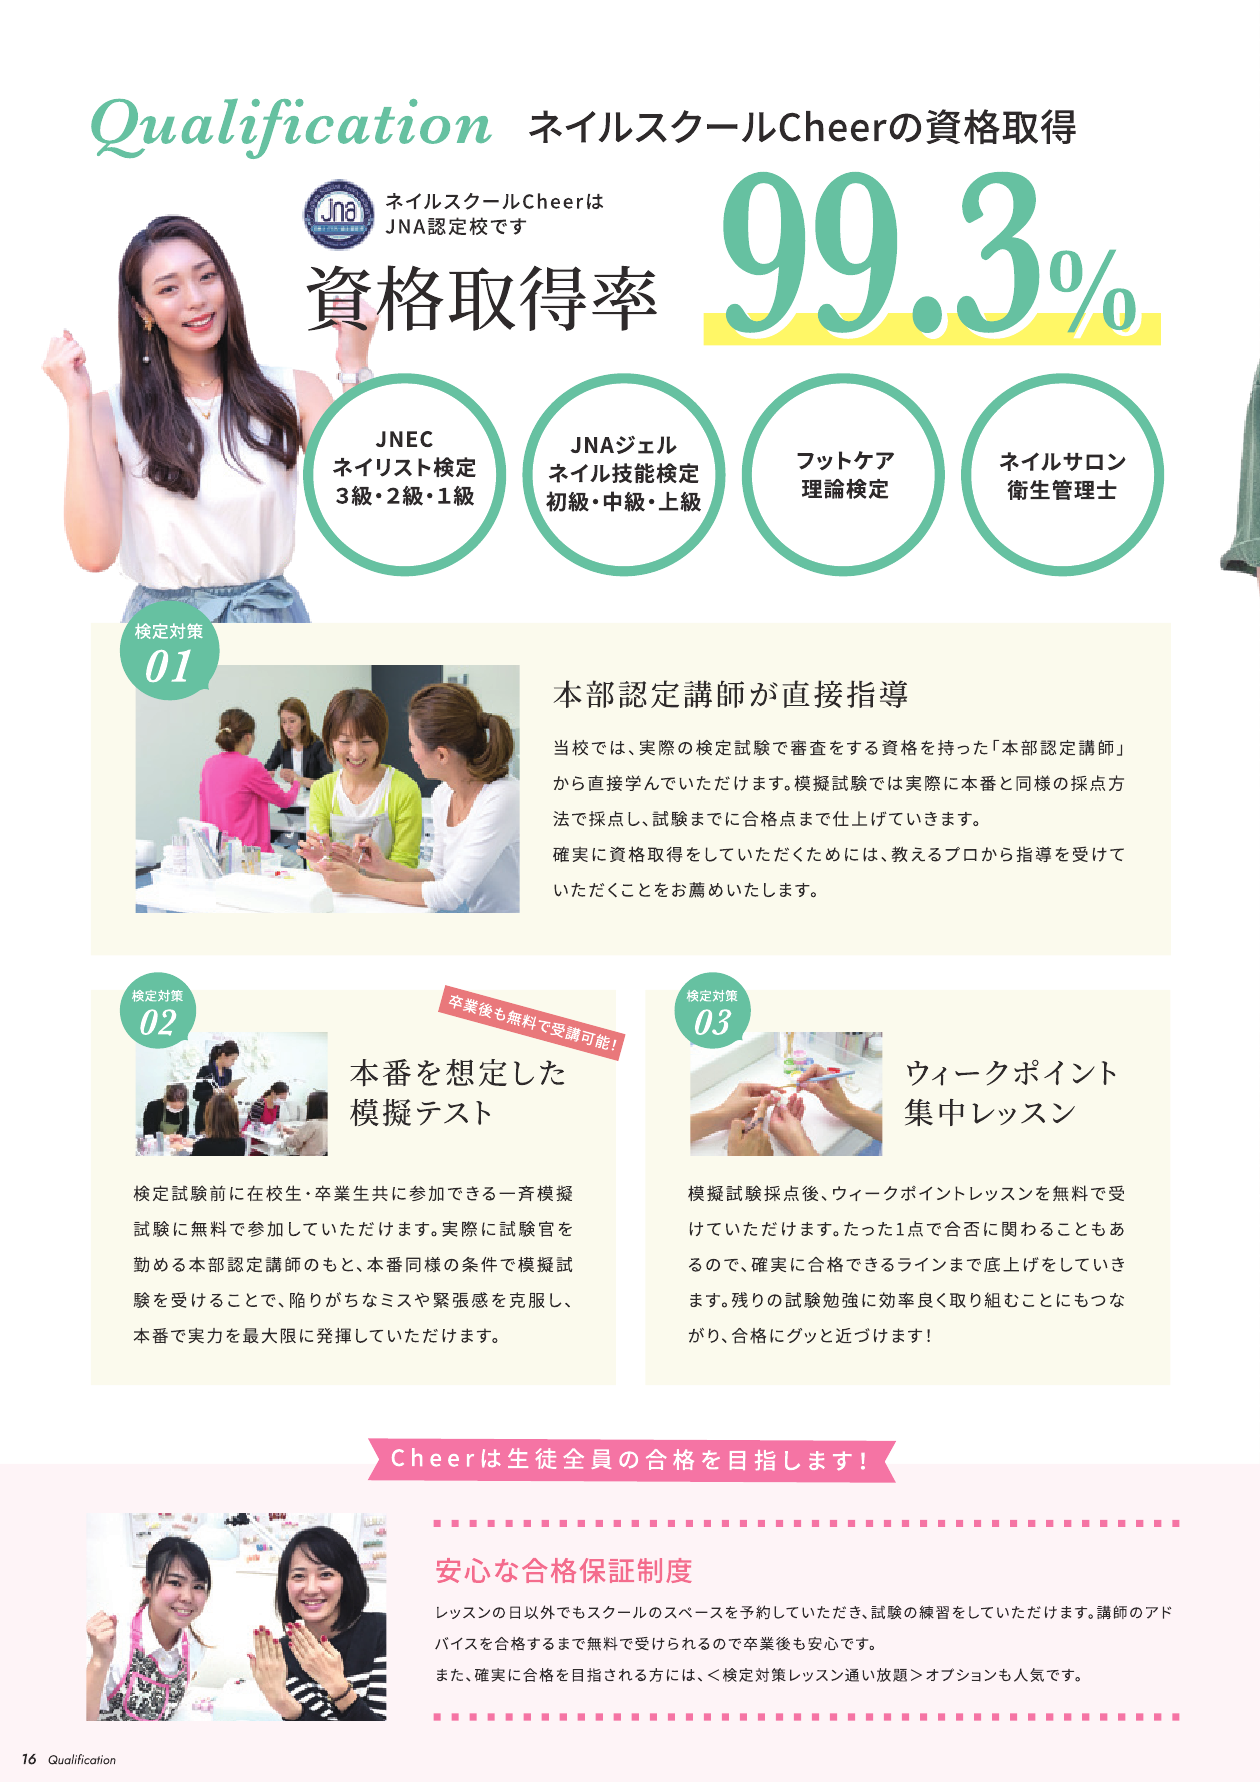 Qualification ネイルスクールCheerの資格取得
jna
ネイルスクールCheerは
JNA認定校です
資格取得率
99.3%
JNEC
ネイリスト検定
3級・2級・1級
JNAジェル
ネイル技能検定
初級・中級・上級
フットケア
理論検定
ネイルサロン
衛生管理士
検定対策
01
本部認定講師が直接指導
当校では、実際の検定試験で審査をする資格を持った「本部認定講師」
から直接学んでいただけます。模擬試験では実際に本番と同様の採点方
法で採点し、試験までに合格点まで仕上げていきます。
確実に資格取得をしていただくためには、教えるプロから指導を受けて
いただくことをお薦めいたします。
検定対策
02
卒業後も無料で受講可能!
本番を想定した
模擬テスト
検定試験前に在校生・卒業生共に参加できる一斉模擬
試験に無料で参加していただけます。実際に試験官を
勤める本部認定講師のもと、本番同様の条件で模擬試
験を受けることで、陥りがちなミスや緊張感を克服し、
本番で実力を最大限に発揮していただけます。
検定対策
03
ウィークポイント
集中レッスン
模擬試験採点後、ウィークポイントレッスンを無料で受
けていただけます。たった1点で合否に関わることもあ
るので、確実に合格できるラインまで底上げをしていき
ます。残りの試験勉強に効率良く取り組むことにもつな
がり、合格にグッと近づけます!
Cheerは生徒全員の合格を目指します!
安心な合格保証制度
レッスンの日以外でもスクールのスペースを予約していただき、試験の練習をしていただけます。講師のアド
バイスを合格するまで無料で受けられるので卒業後も安心です。
また、確実に合格を目指される方には、<検定対策レッスン通い放題>オプションも人気です。
16 Qualification